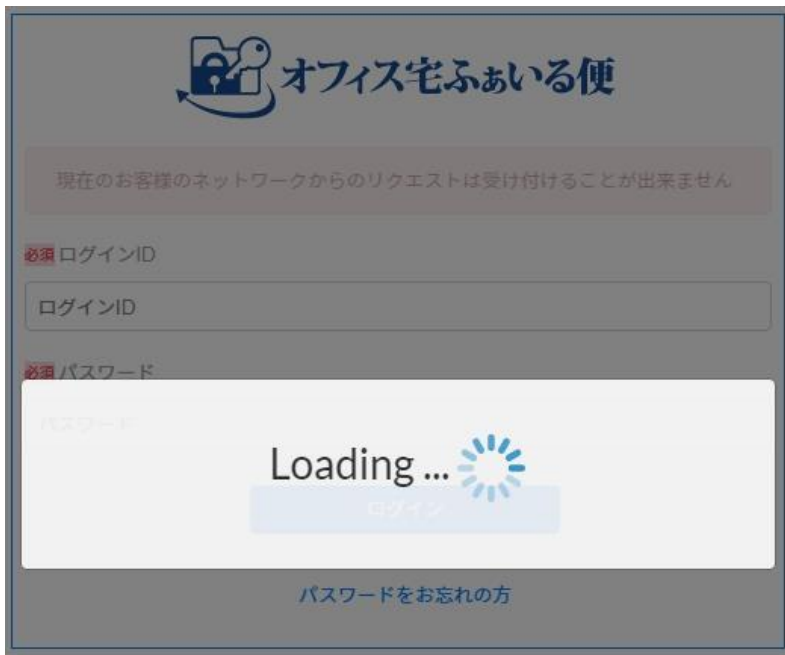 オフィス宅ふぁいる便
現在のお客様のネットワークからのリクエストは受け付けることが出来ません
必須 ログインID
ログインID
必須 パスワード
パスワード
Loading ...
ログイン
パスワードをお忘れの方